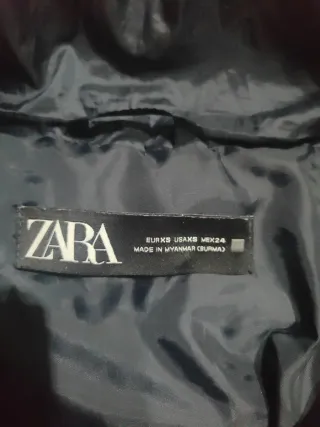 ZARA
EUR XS USA XS MEX 24
MADE IN MYANMAR (BURMA)